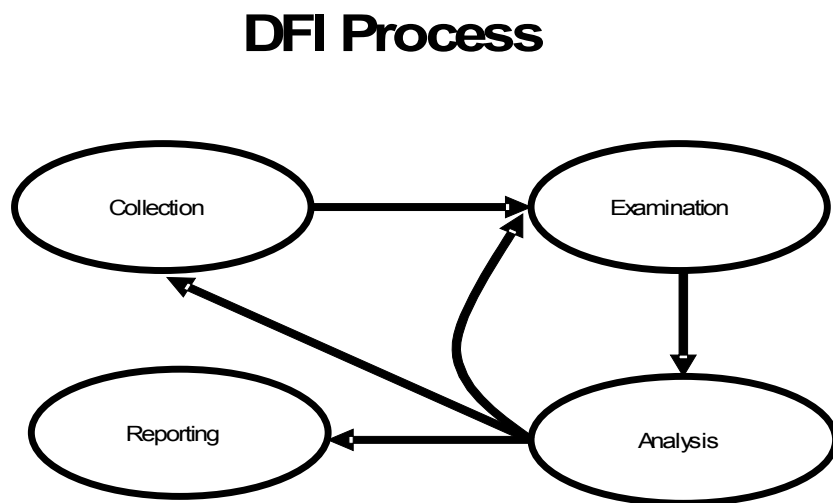 DFI Process
Collection
Examination
Reporting
Analysis